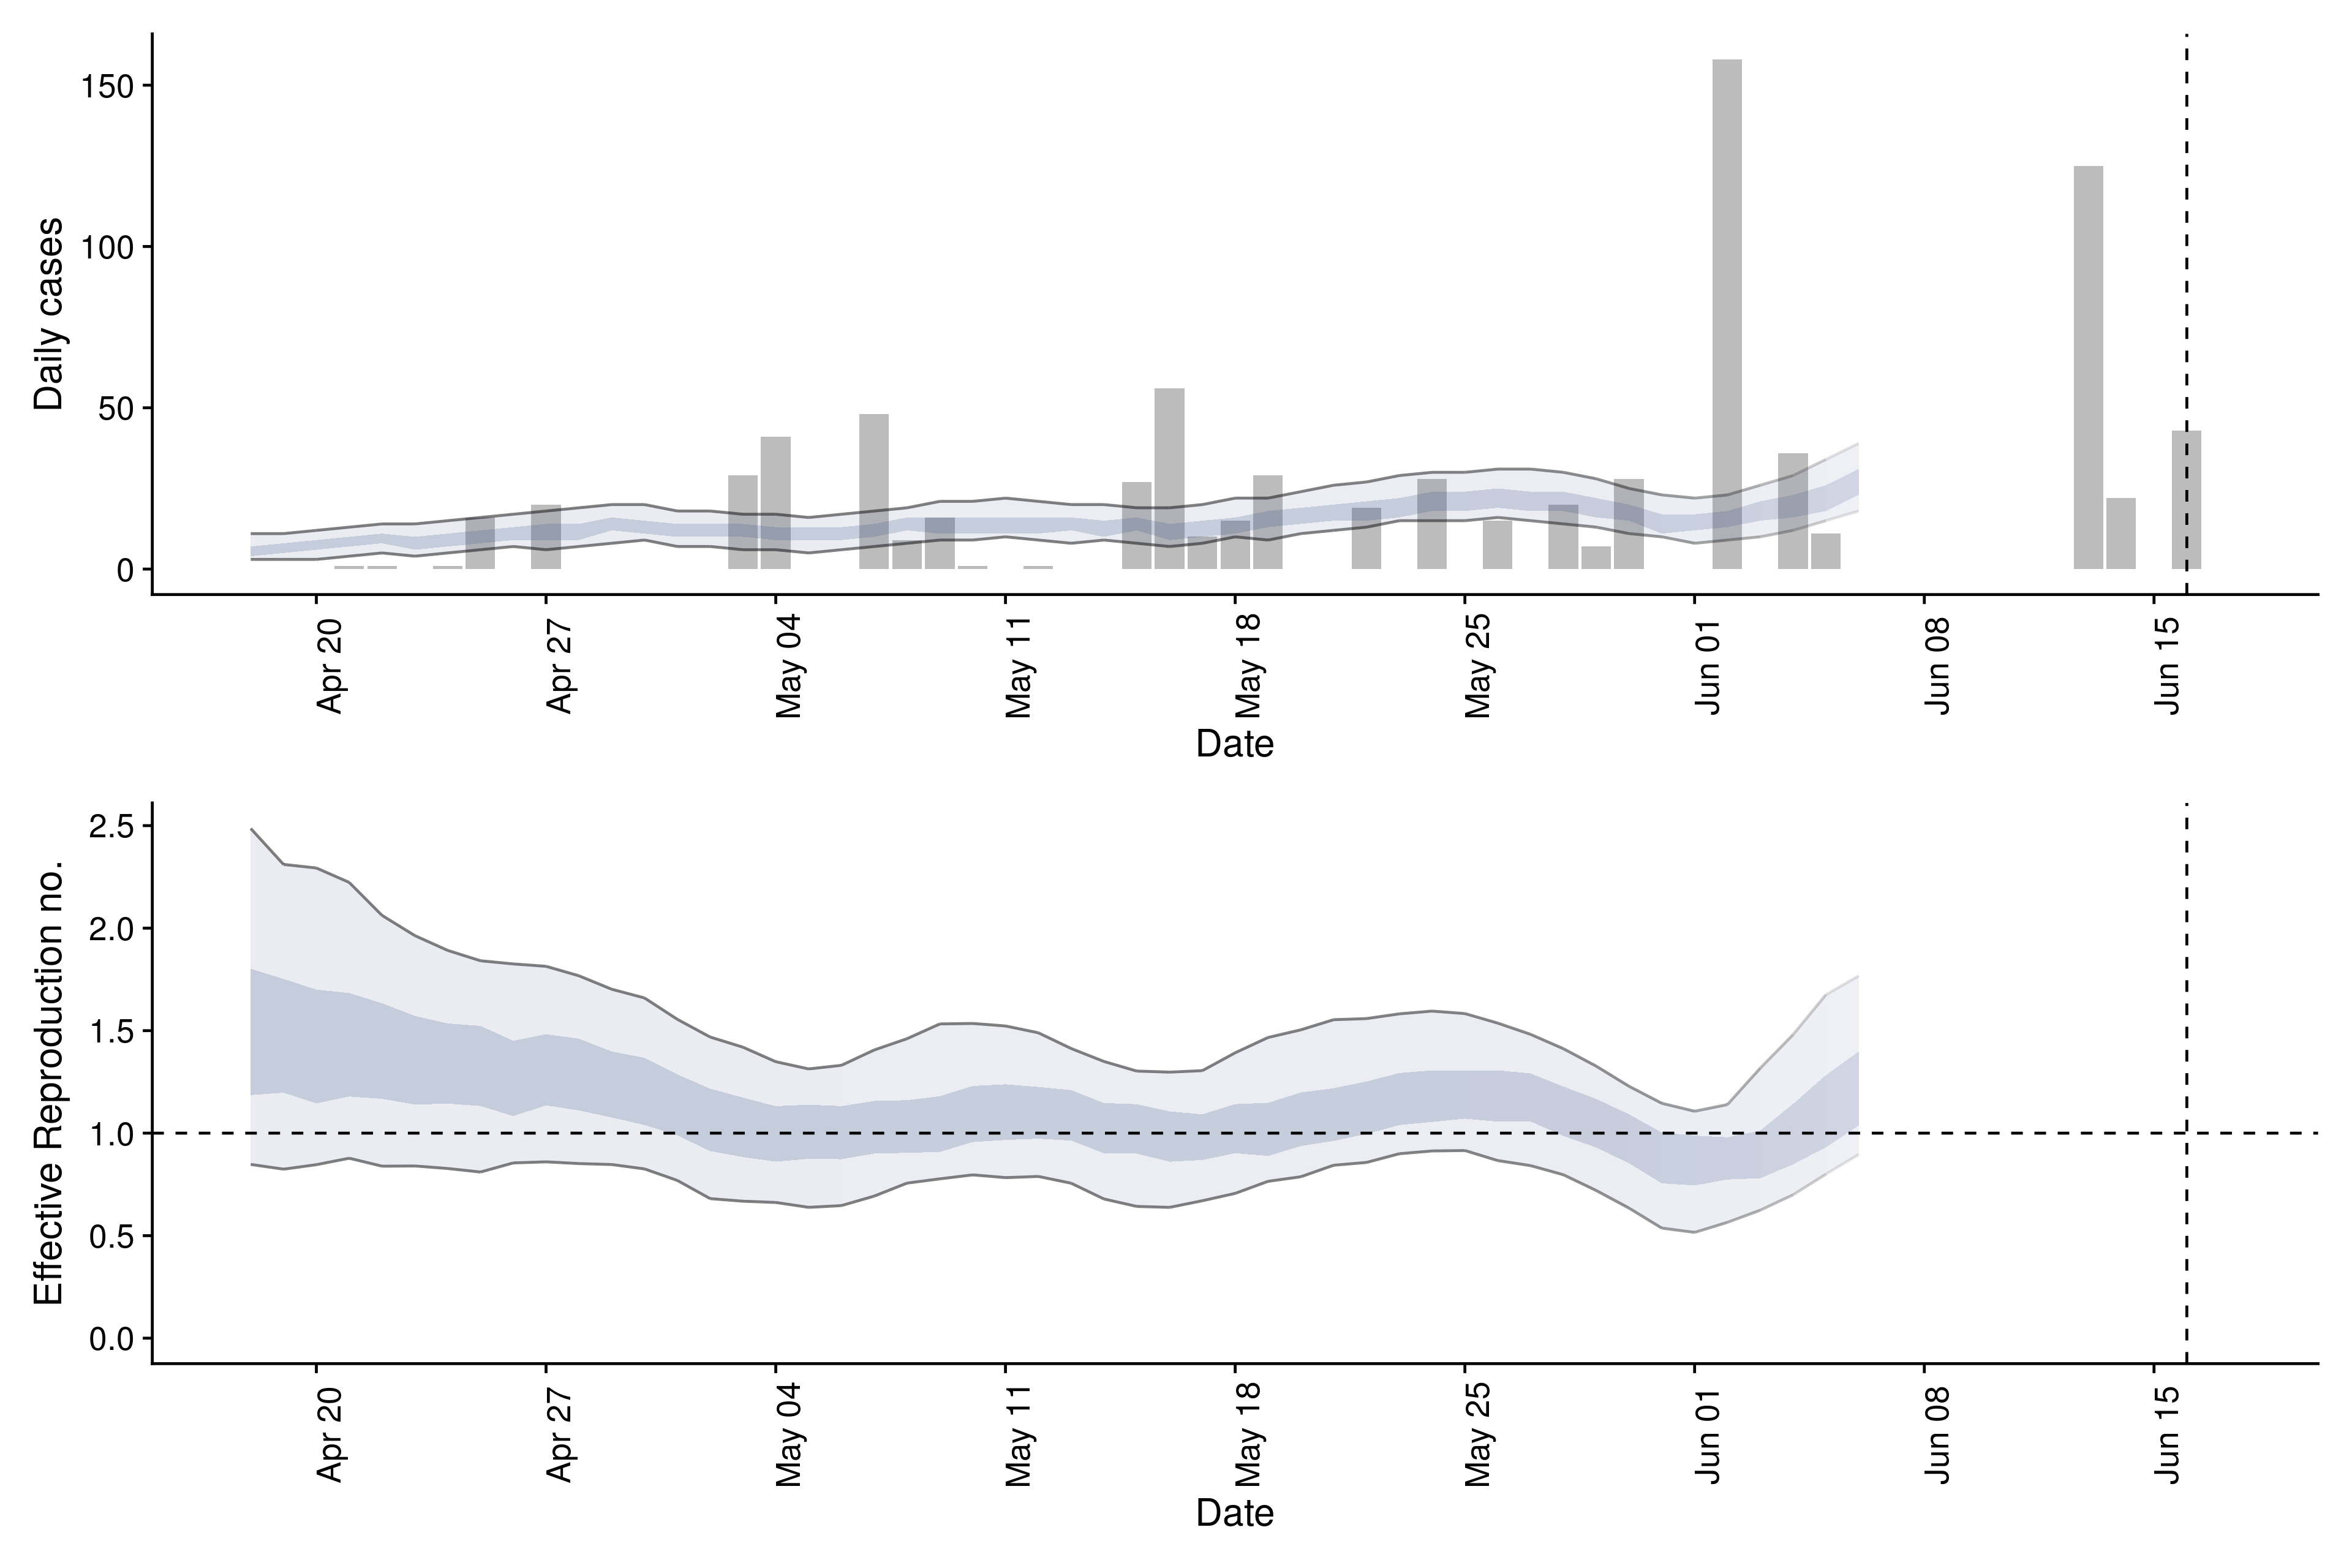 Daily cases
150
100
50
0
Apr 20
Apr 27
May 04
May 11
May 18
May 25
Jun 01
Jun 08
Jun 15
Date
Effective Reproduction no.
2.5
2.0
1.5
1.0
0.5
0.0
Apr 20
Apr 27
May 04
May 11
May 18
May 25
Jun 01
Jun 08
Jun 15
Date